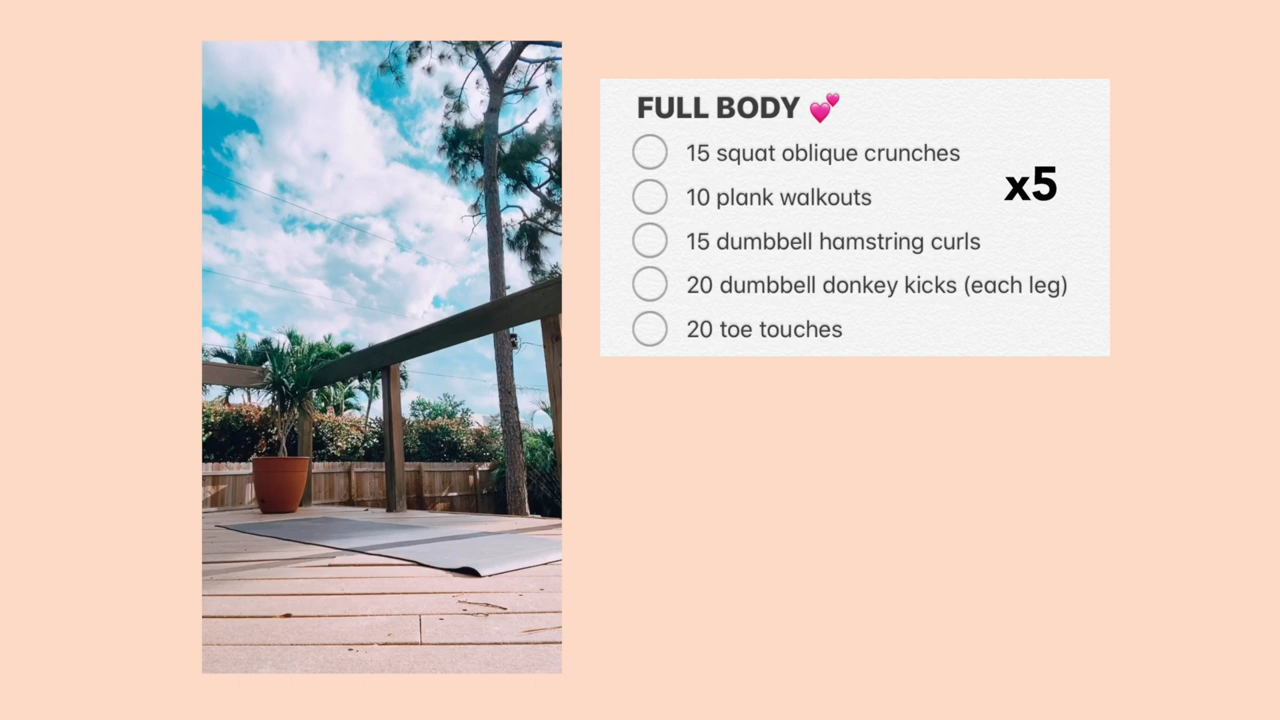 FULL BODY 💕
15 squat oblique crunches
10 plank walkouts
15 dumbbell hamstring curls
20 dumbbell donkey kicks (each leg)
20 toe touches
x5